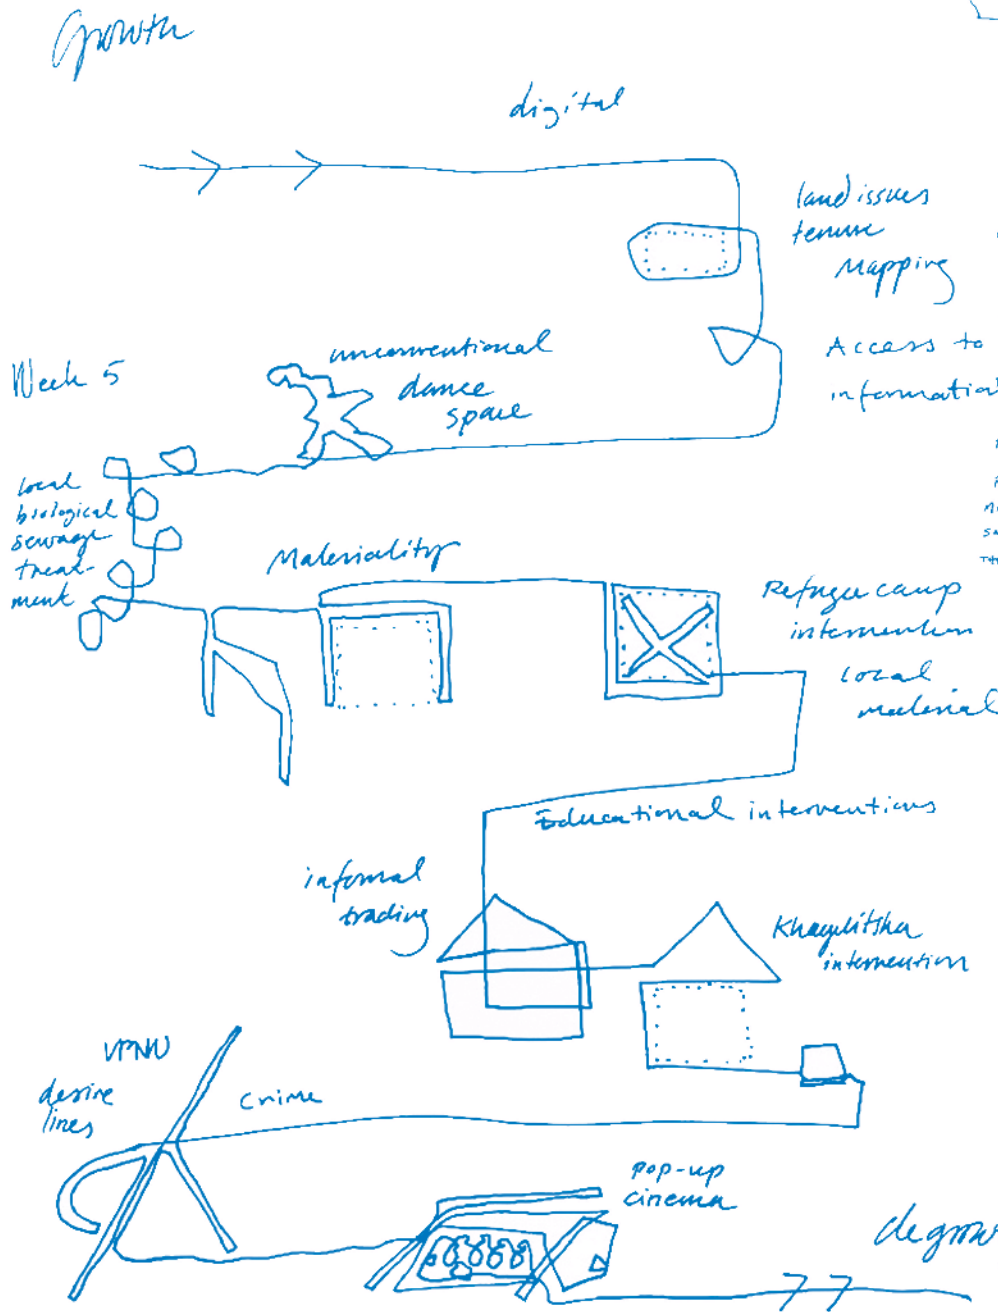 Growth
digital
land issues
tenure
Mapping
Access to
information
Week 5
unconventional
dance
space
local
biological
sewage
treat-
ment
Materiality
Refugee camp
intervention
local
material
Educational interventions
informal
trading
Khayelitsha
intervention
desire
lines
crime
pop-up
cinema
degrow